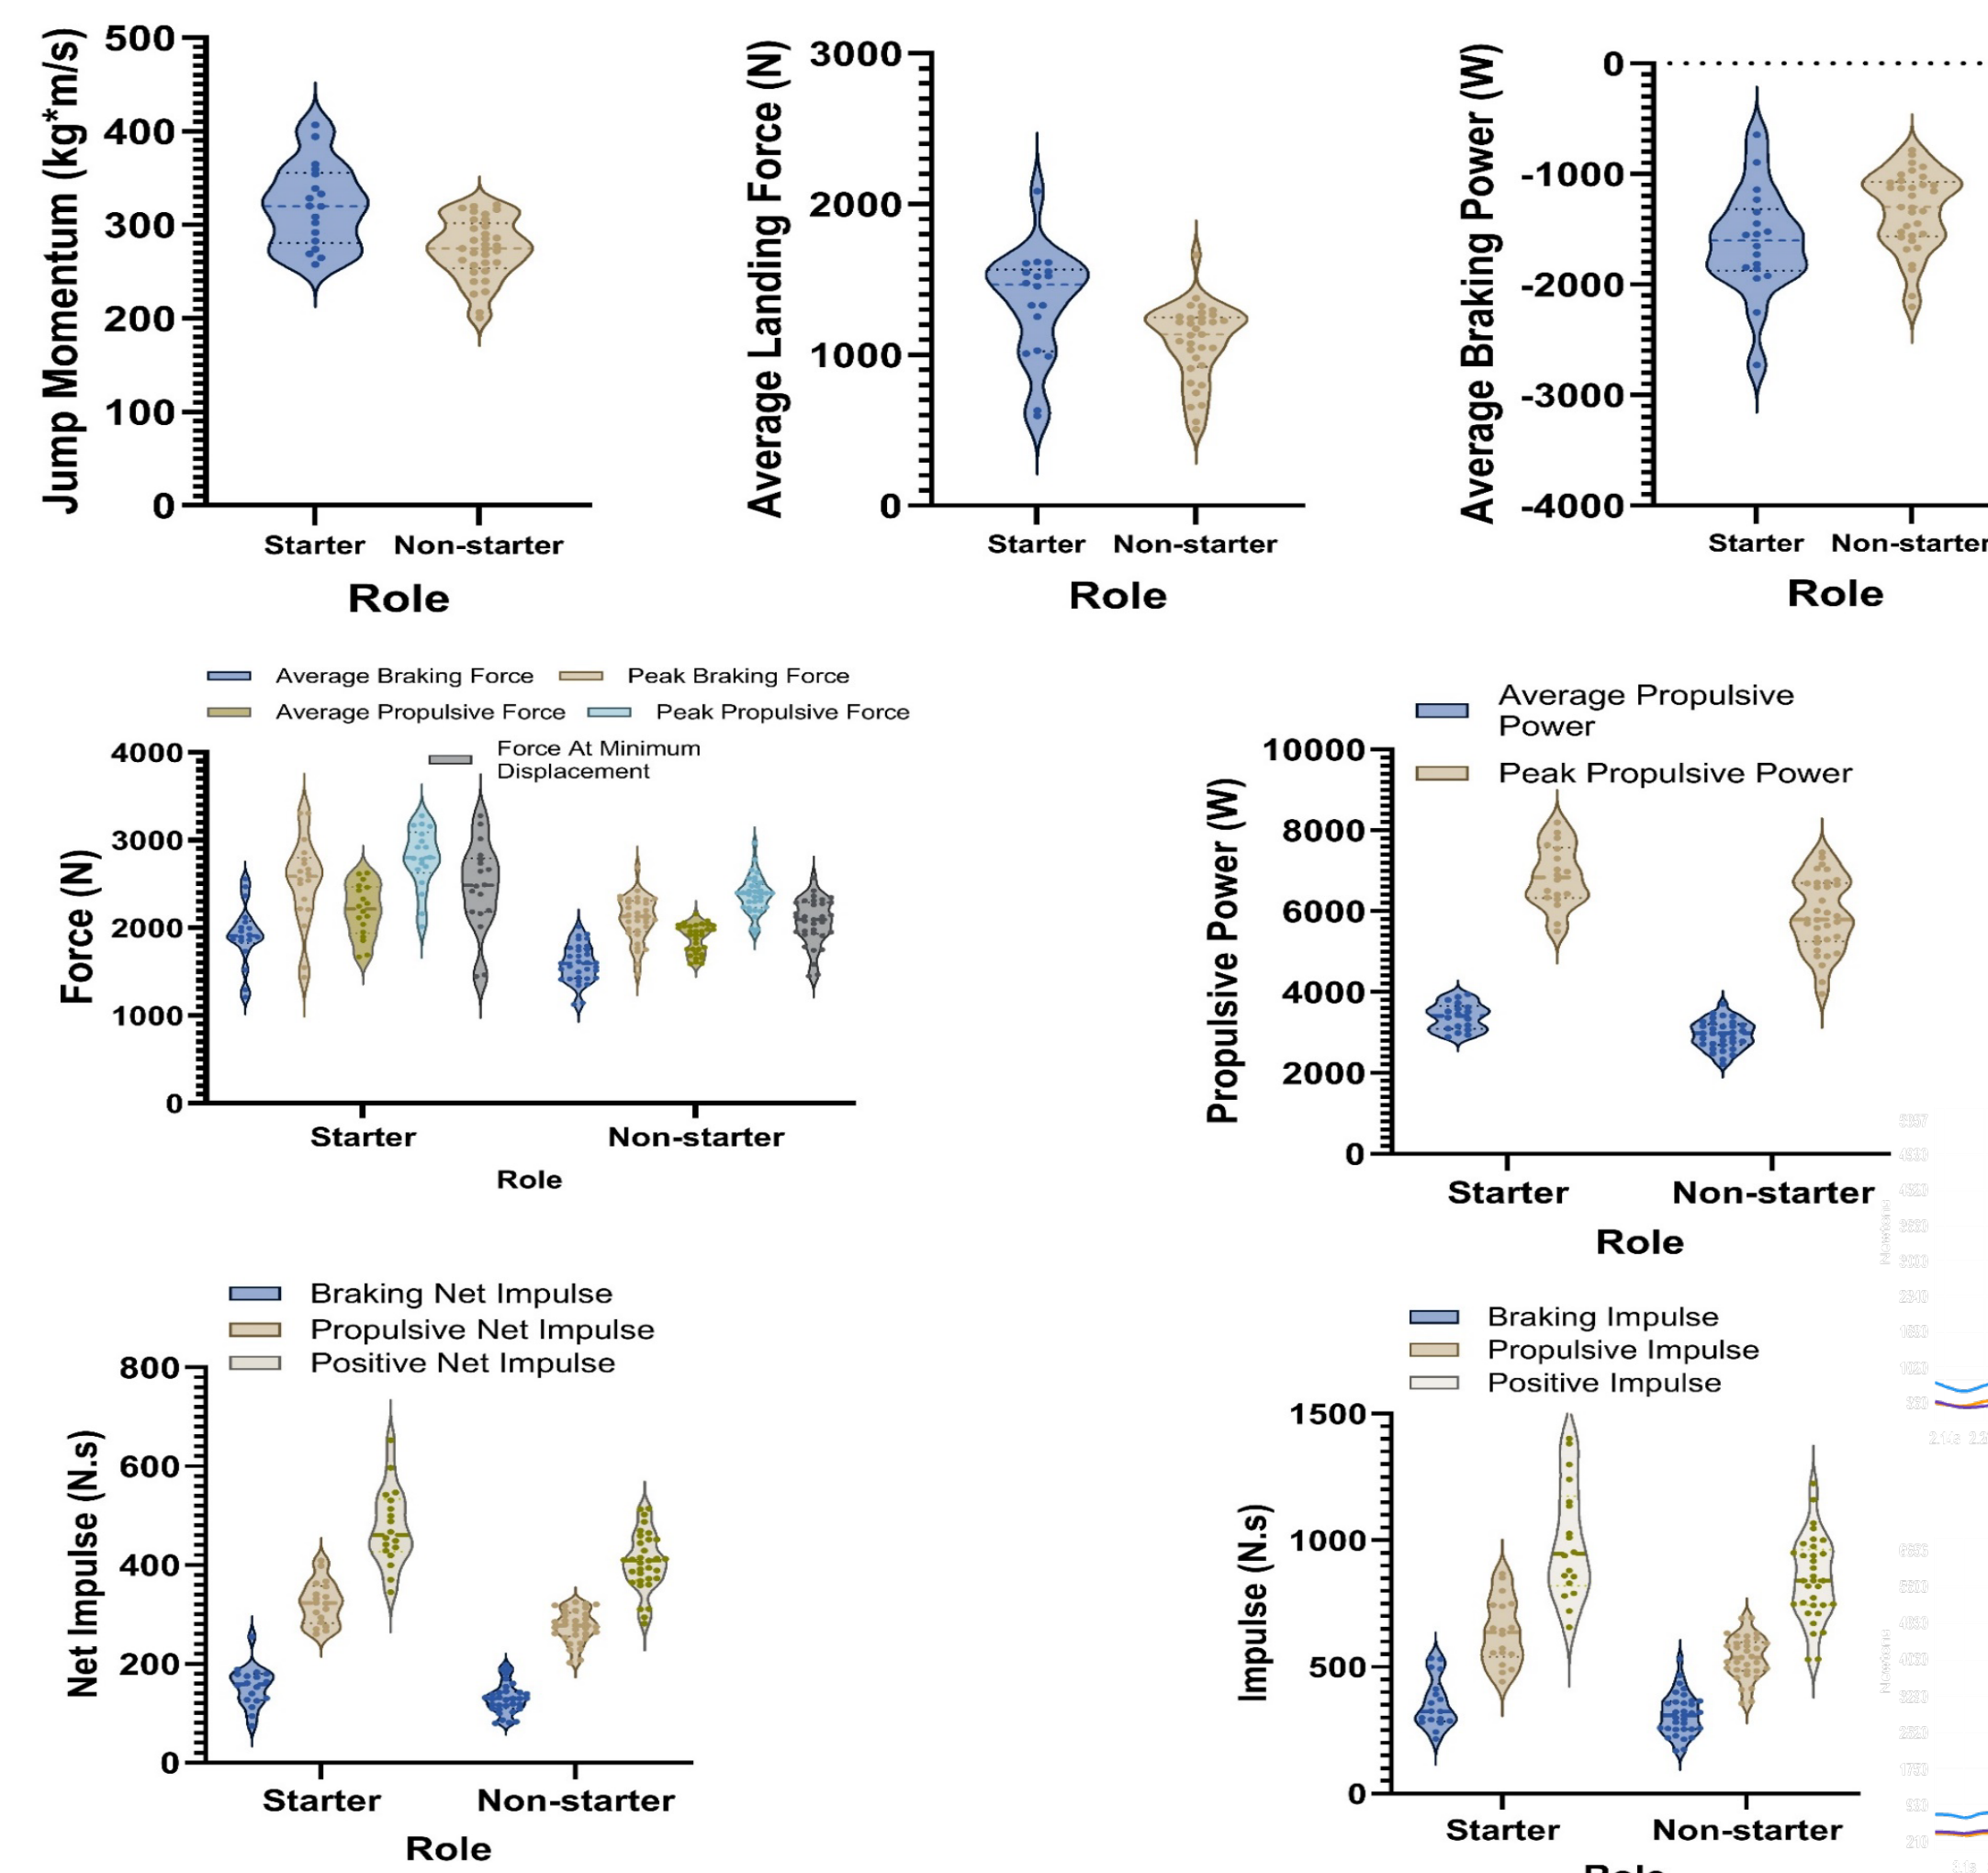 Jump Momentum (kg*m/s)
500
400
300
200
100
0
Starter Non-starter
Role
Average Landing Force (N)
3000
2000
1000
0
Starter Non-starter
Role
Average Braking Power (W)
0
-1000
-2000
-3000
-4000
Starter Non-starter
Role
Average Braking Force Peak Braking Force
Average Propulsive Force Peak Propulsive Force
Force At Minimum
Displacement
Force (N)
4000
3000
2000
1000
0
Starter Non-starter
Role
Average Propulsive
Power
Peak Propulsive Power
Propulsive Power (W)
10000
8000
6000
4000
2000
0
Starter Non-starter
Role
Braking Net Impulse
Propulsive Net Impulse
Positive Net Impulse
Net Impulse (N.s)
800
600
400
200
0
Starter Non-starter
Role
Braking Impulse
Propulsive Impulse
Positive Impulse
Impulse (N.s)
1500
1000
500
0
Starter Non-starter
Newtons
Newtons